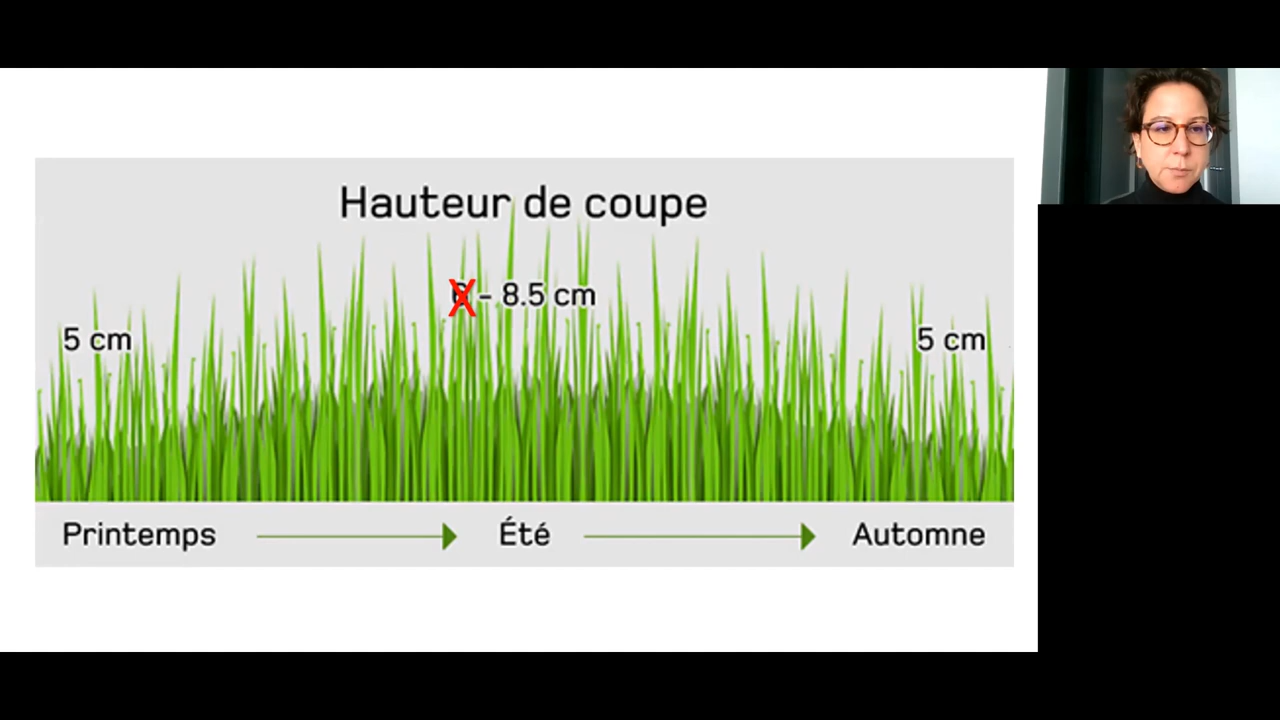 Hauteur de coupe
- 8.5 cm
5 cm
5 cm
Printemps
Été
Automne